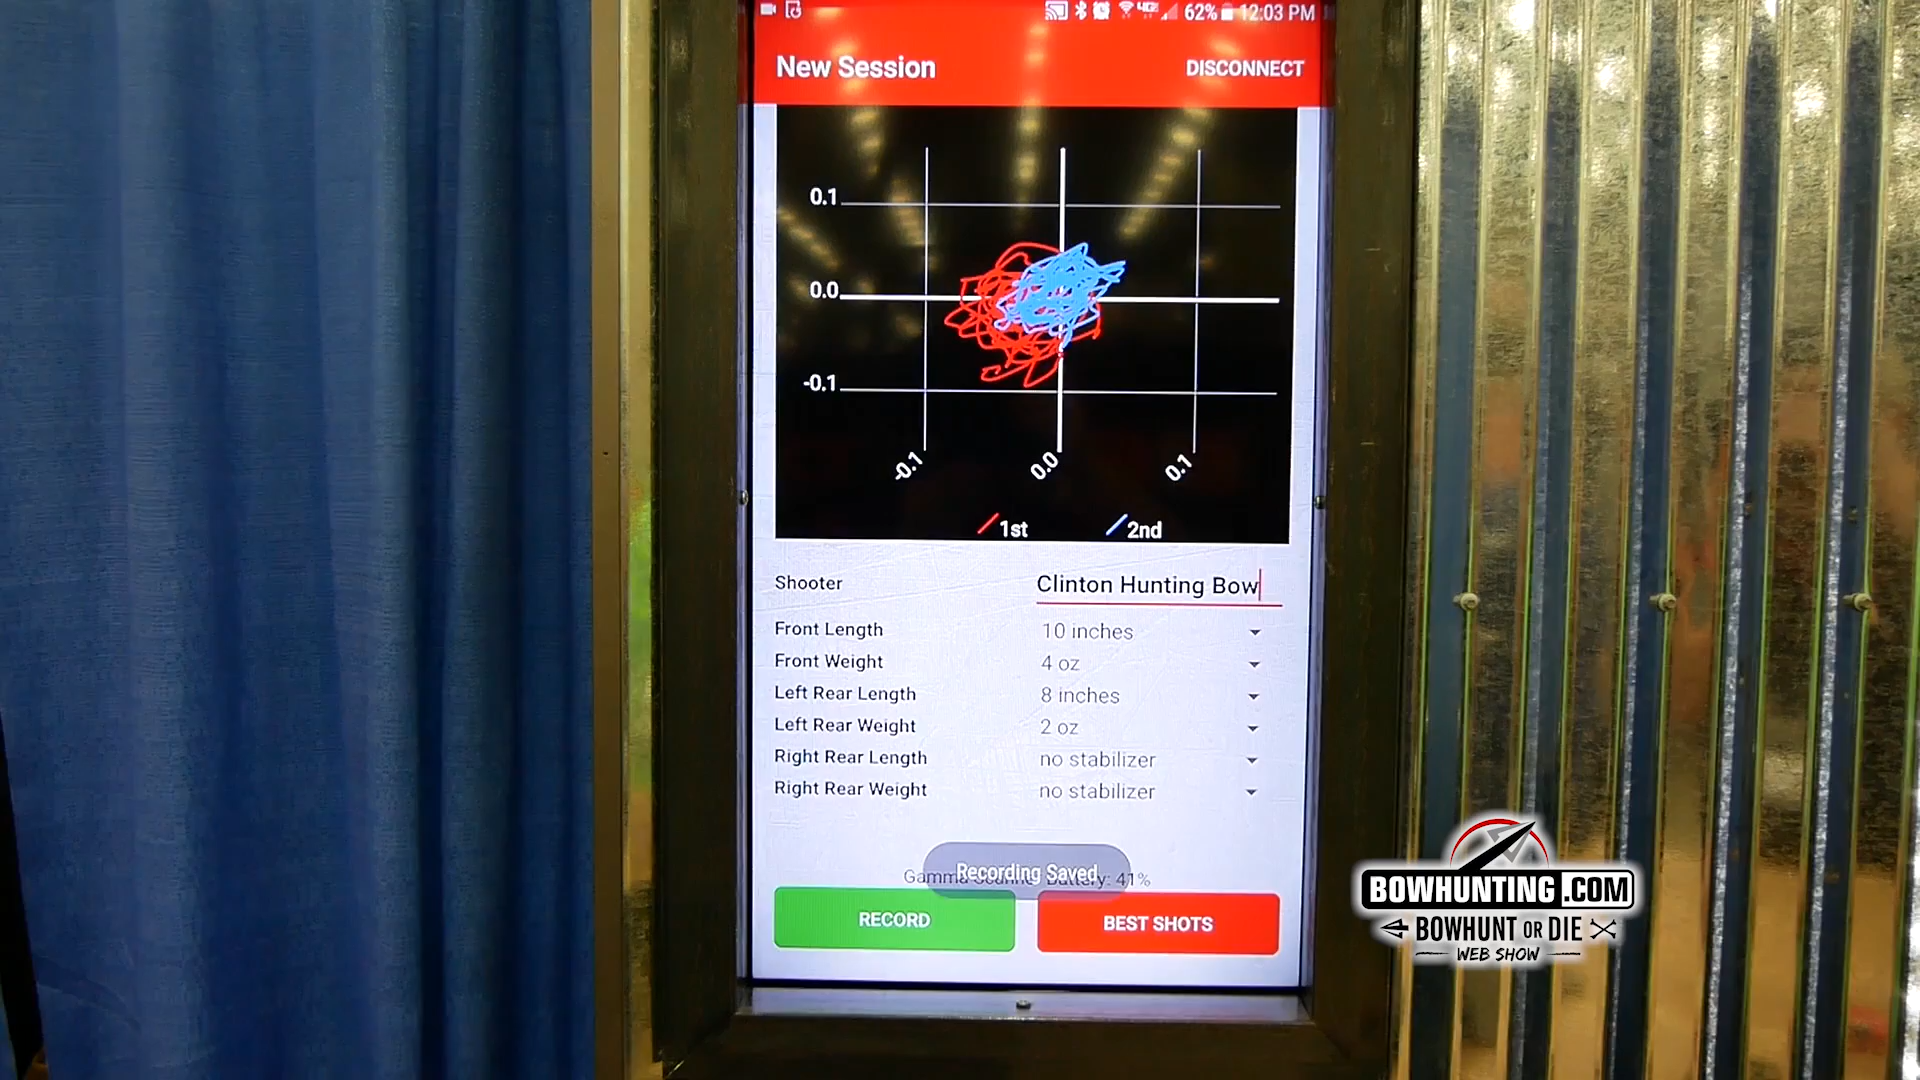 62% 12:03 PM
New Session DISCONNECT
0.1
0.0
-0.1
-0.1 0.0 0.1
1st 2nd
Shooter Clinton Hunting Bow
Front Length 10 inches
Front Weight 4 oz
Left Rear Length 8 inches
Left Rear Weight 2 oz
Right Rear Length no stabilizer
Right Rear Weight no stabilizer
Recording Saved
Battery: 41%
RECORD BEST SHOTS
BOWHUNTING.COM
BOWHUNT OR DIE
WEB SHOW